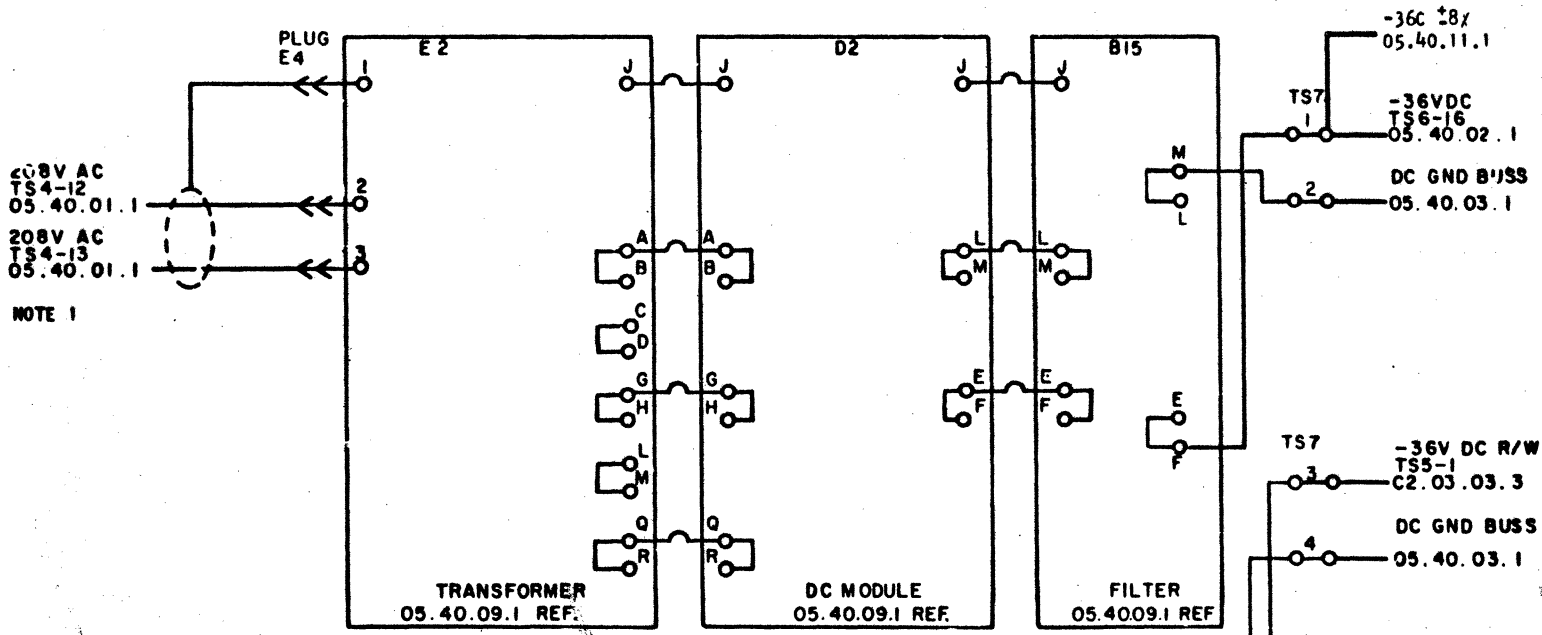 PLUG
E4
E2
D2
B15
-36C ±8%
05.40.11.1
1
J
J
J
J
TS7
1
-36VDC
TS6-16
05.40.02.1
208V AC
TS4-12
05.40.01.1
2
M
L
2
DC GND BUSS
05.40.03.1
208V AC
TS4-13
05.40.01.1
3
A
B
A
B
L
M
L
M
NOTE 1
C
D
G
H
G
H
E
F
E
F
E
F
L
M
TS7
3
-36V DC R/W
TS5-1
C2.03.03.3
Q
R
Q
R
4
DC GND BUSS
05.40.03.1
TRANSFORMER
05.40.09.1 REF.
DC MODULE
05.40.09.1 REF.
FILTER
05.40.09.1 REF